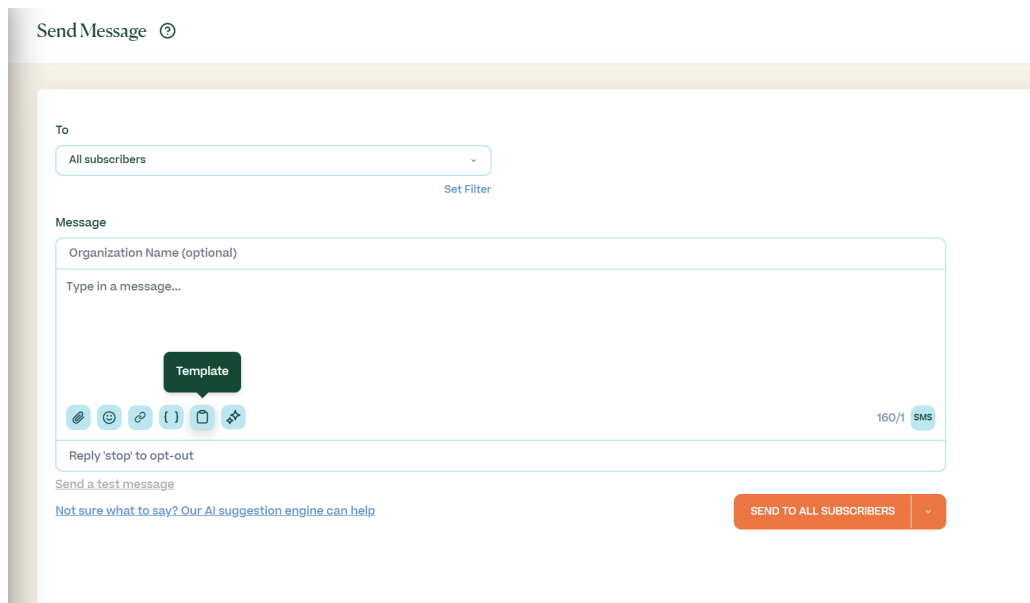 Send Message
To
All subscribers
Set Filter
Message
Organization Name (optional)
Type in a message...
Template
{ }
160/1 SMS
Reply 'stop' to opt-out
Send a test message
Not sure what to say? Our AI suggestion engine can help
SEND TO ALL SUBSCRIBERS